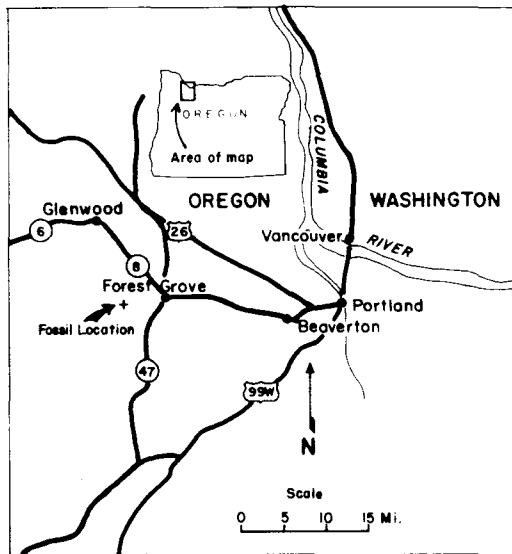 OREGON
Area of map
COLUMBIA
RIVER
OREGON
WASHINGTON
Glenwood
6
26
Vancouver
8
Forest Grove
Fossil Location
Portland
Beaverton
47
99W
N
Scale
0 5 10 15 Mi.